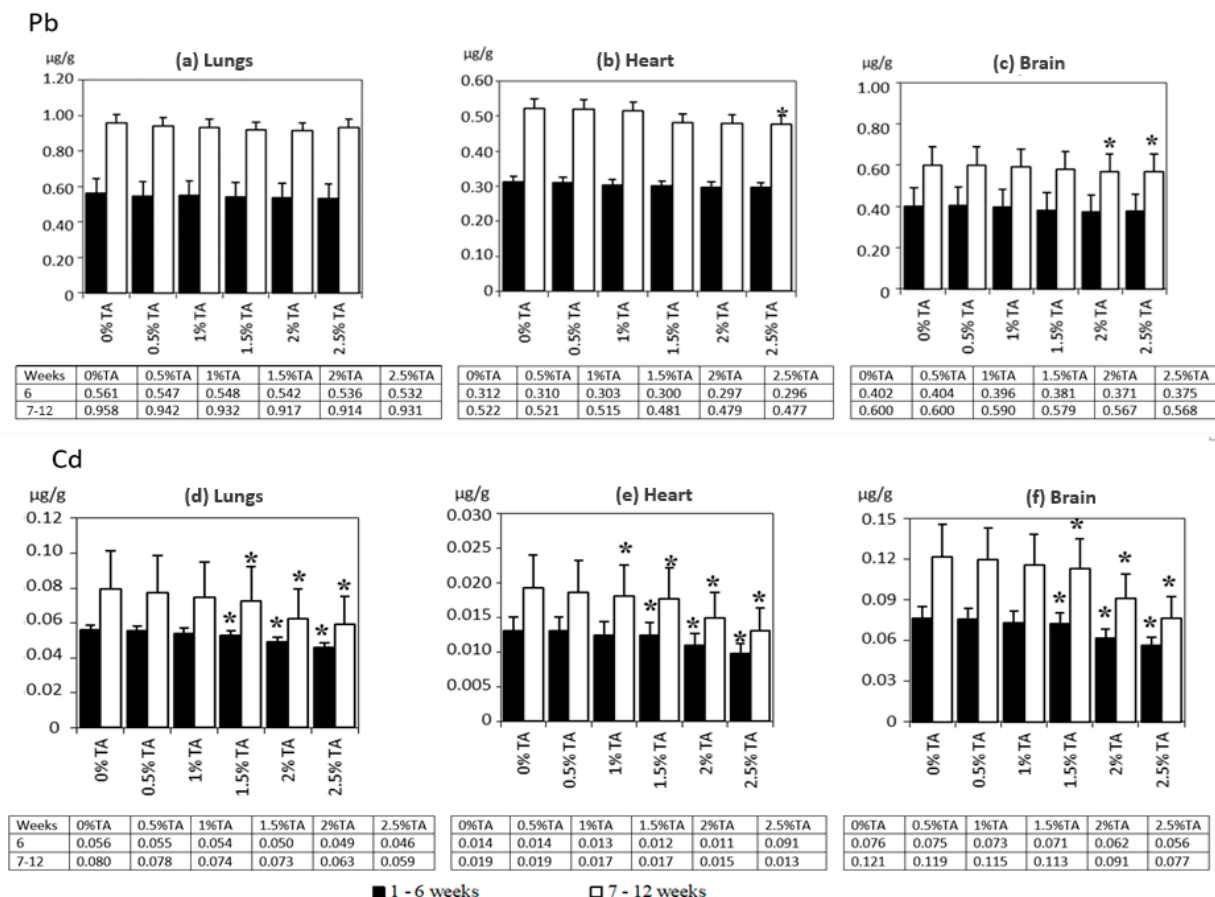 Pb
µg/g (a) Lungs
1.20
1.00
0.80
0.60
0.40
0.20
0
0% TA 0.5% TA 1% TA 1.5% TA 2% TA 2.5% TA
µg/g (b) Heart
0.60
0.50
0.40
0.30
0.20
0.10
0.00
*
0% TA 0.5% TA 1% TA 1.5% TA 2% TA 2.5% TA
µg/g (c) Brain
1.00
0.80
0.60
0.40
0.20
0
* *
0% TA 0.5% TA 1% TA 1.5% TA 2% TA 2.5% TA
Weeks 0%TA 0.5%TA 1%TA 1.5%TA 2%TA 2.5%TA
6 0.561 0.547 0.548 0.542 0.536 0.532
7-12 0.958 0.942 0.932 0.917 0.914 0.931
0%TA 0.5%TA 1%TA 1.5%TA 2%TA 2.5%TA
0.312 0.310 0.303 0.300 0.297 0.296
0.522 0.521 0.515 0.481 0.479 0.477
0%TA 0.5%TA 1%TA 1.5%TA 2%TA 2.5%TA
0.402 0.404 0.396 0.381 0.371 0.375
0.600 0.600 0.590 0.579 0.567 0.568
Cd
µg/g (d) Lungs
0.12
0.10
0.08
0.06
0.04
0.02
0
* * * * * *
0% TA 0.5% TA 1% TA 1.5% TA 2% TA 2.5% TA
µg/g (e) Heart
0.030
0.025
0.020
0.015
0.010
0.005
0
* * * * * * *
0% TA 0.5% TA 1% TA 1.5% TA 2% TA 2.5% TA
µg/g (f) Brain
0.15
0.12
0.09
0.06
0.03
0
* * * * * *
0% TA 0.5% TA 1% TA 1.5% TA 2% TA 2.5% TA
Weeks 0%TA 0.5%TA 1%TA 1.5%TA 2%TA 2.5%TA
6 0.056 0.055 0.054 0.050 0.049 0.046
7-12 0.080 0.078 0.074 0.073 0.063 0.059
0%TA 0.5%TA 1%TA 1.5%TA 2%TA 2.5%TA
0.014 0.014 0.013 0.012 0.011 0.091
0.019 0.019 0.017 0.017 0.015 0.013
0%TA 0.5%TA 1%TA 1.5%TA 2%TA 2.5%TA
0.076 0.075 0.073 0.071 0.062 0.056
0.121 0.119 0.115 0.113 0.091 0.077
1 - 6 weeks 7 - 12 weeks